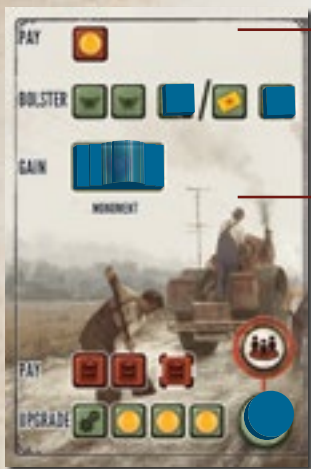 PAY
BOLSTER /
GAIN
MONUMENT
PAY
UPGRADE